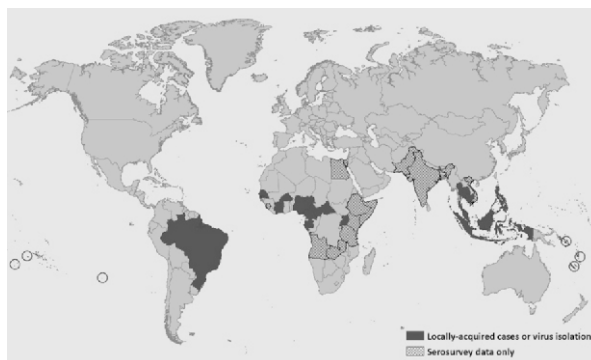 Locally-acquired cases or virus isolation
Serosurvey data only